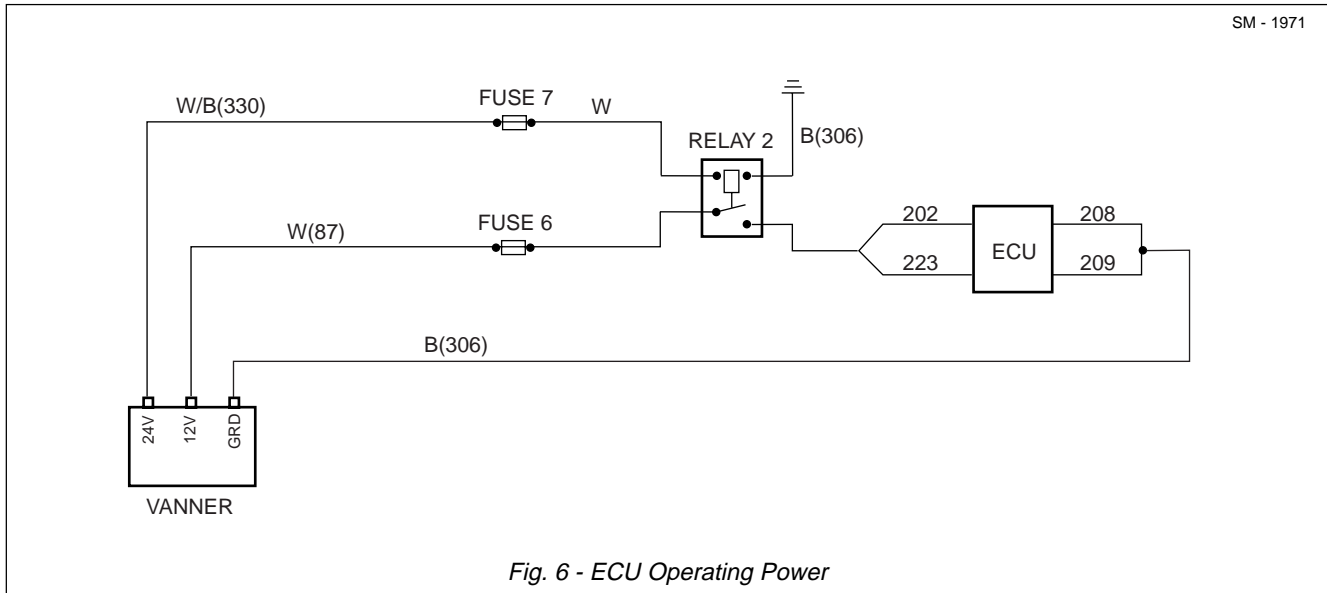 SM - 1971
W/B(330)
FUSE 7
W
RELAY 2
B(306)
W(87)
FUSE 6
202
208
ECU
223
209
B(306)
24V
12V
GRD
VANNER
Fig. 6 - ECU Operating Power